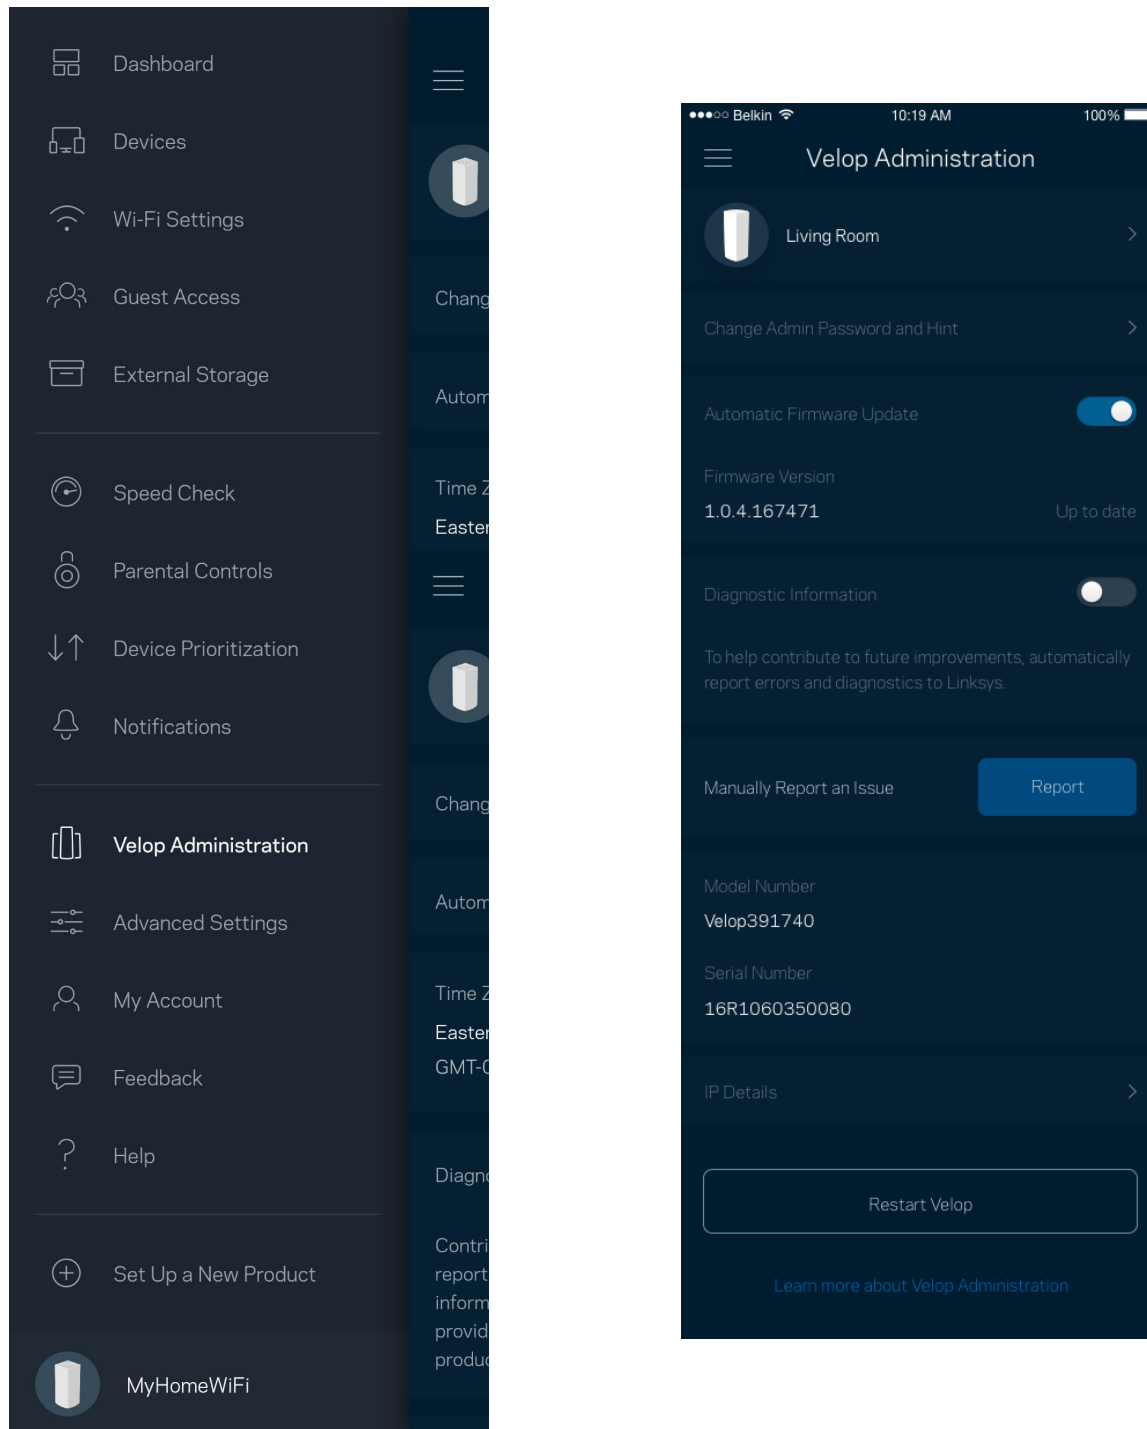 Dashboard
Devices
Wi-Fi Settings
Guest Access
External Storage
Speed Check
Parental Controls
Device Prioritization
Notifications
Velop Administration
Advanced Settings
My Account
Feedback
Help
Set Up a New Product
MyHomeWiFi
Chang
Autom
Time Z
Easter
Chang
Autom
Time Z
Easter
GMT-0
Diagno
Contri
report
inform
provid
produc
Belkin 10:19 AM 100%
Velop Administration
Living Room
Change Admin Password and Hint
Automatic Firmware Update
Firmware Version
1.0.4.167471 Up to date
Diagnostic Information
To help contribute to future improvements, automatically
report errors and diagnostics to Linksys.
Manually Report an Issue Report
Model Number
Velop391740
Serial Number
16R1060350080
IP Details
Restart Velop
Learn more about Velop Administration